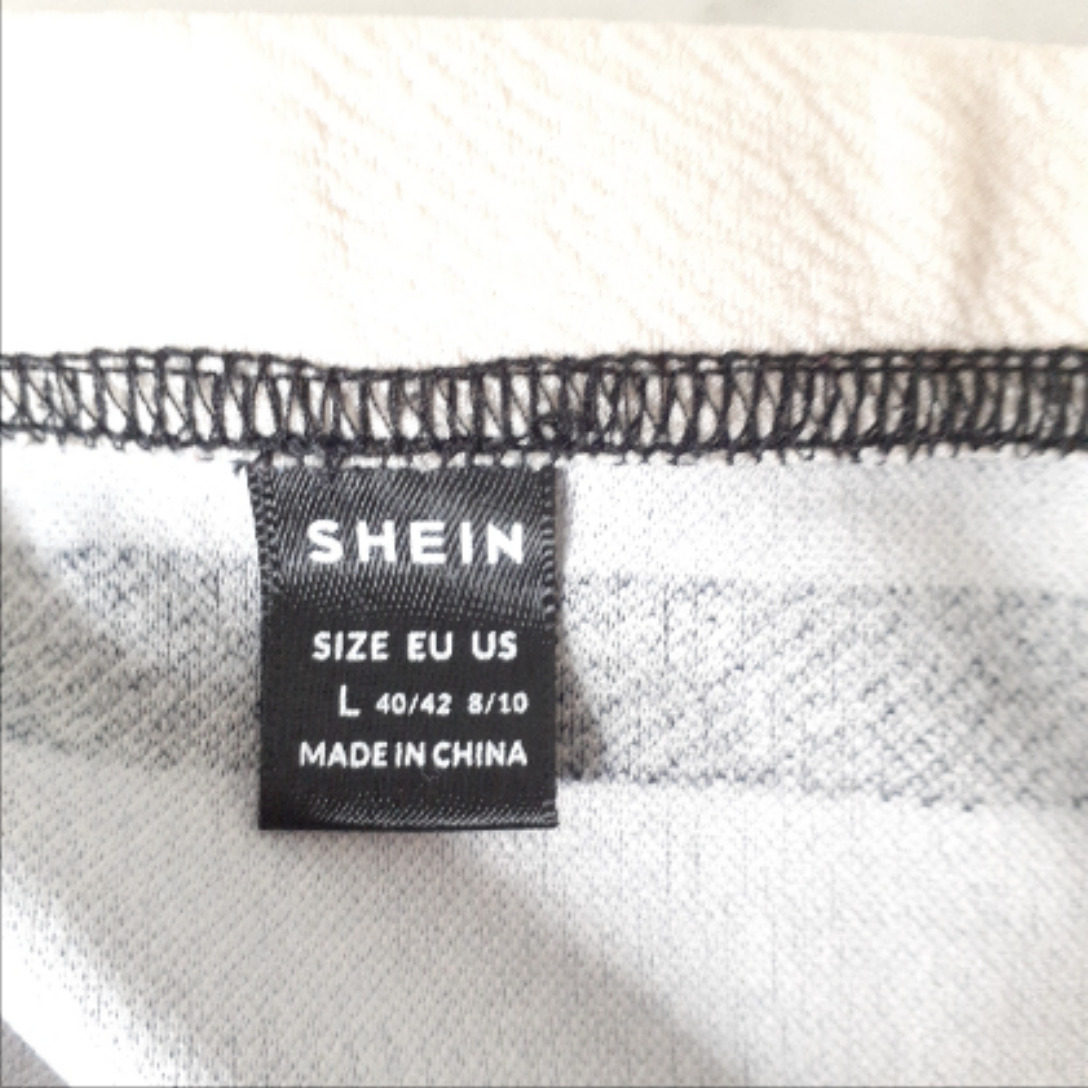 SHEIN
SIZE EU US
L 40/42 8/10
MADE IN CHINA